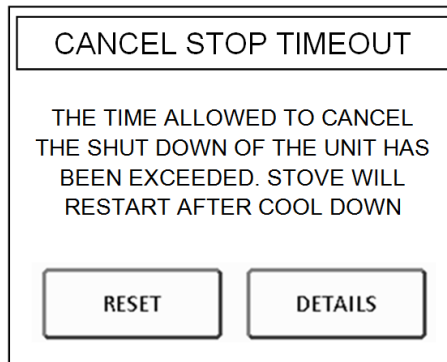 CANCEL STOP TIMEOUT
THE TIME ALLOWED TO CANCEL
THE SHUT DOWN OF THE UNIT HAS
BEEN EXCEEDED. STOVE WILL
RESTART AFTER COOL DOWN
RESET
DETAILS